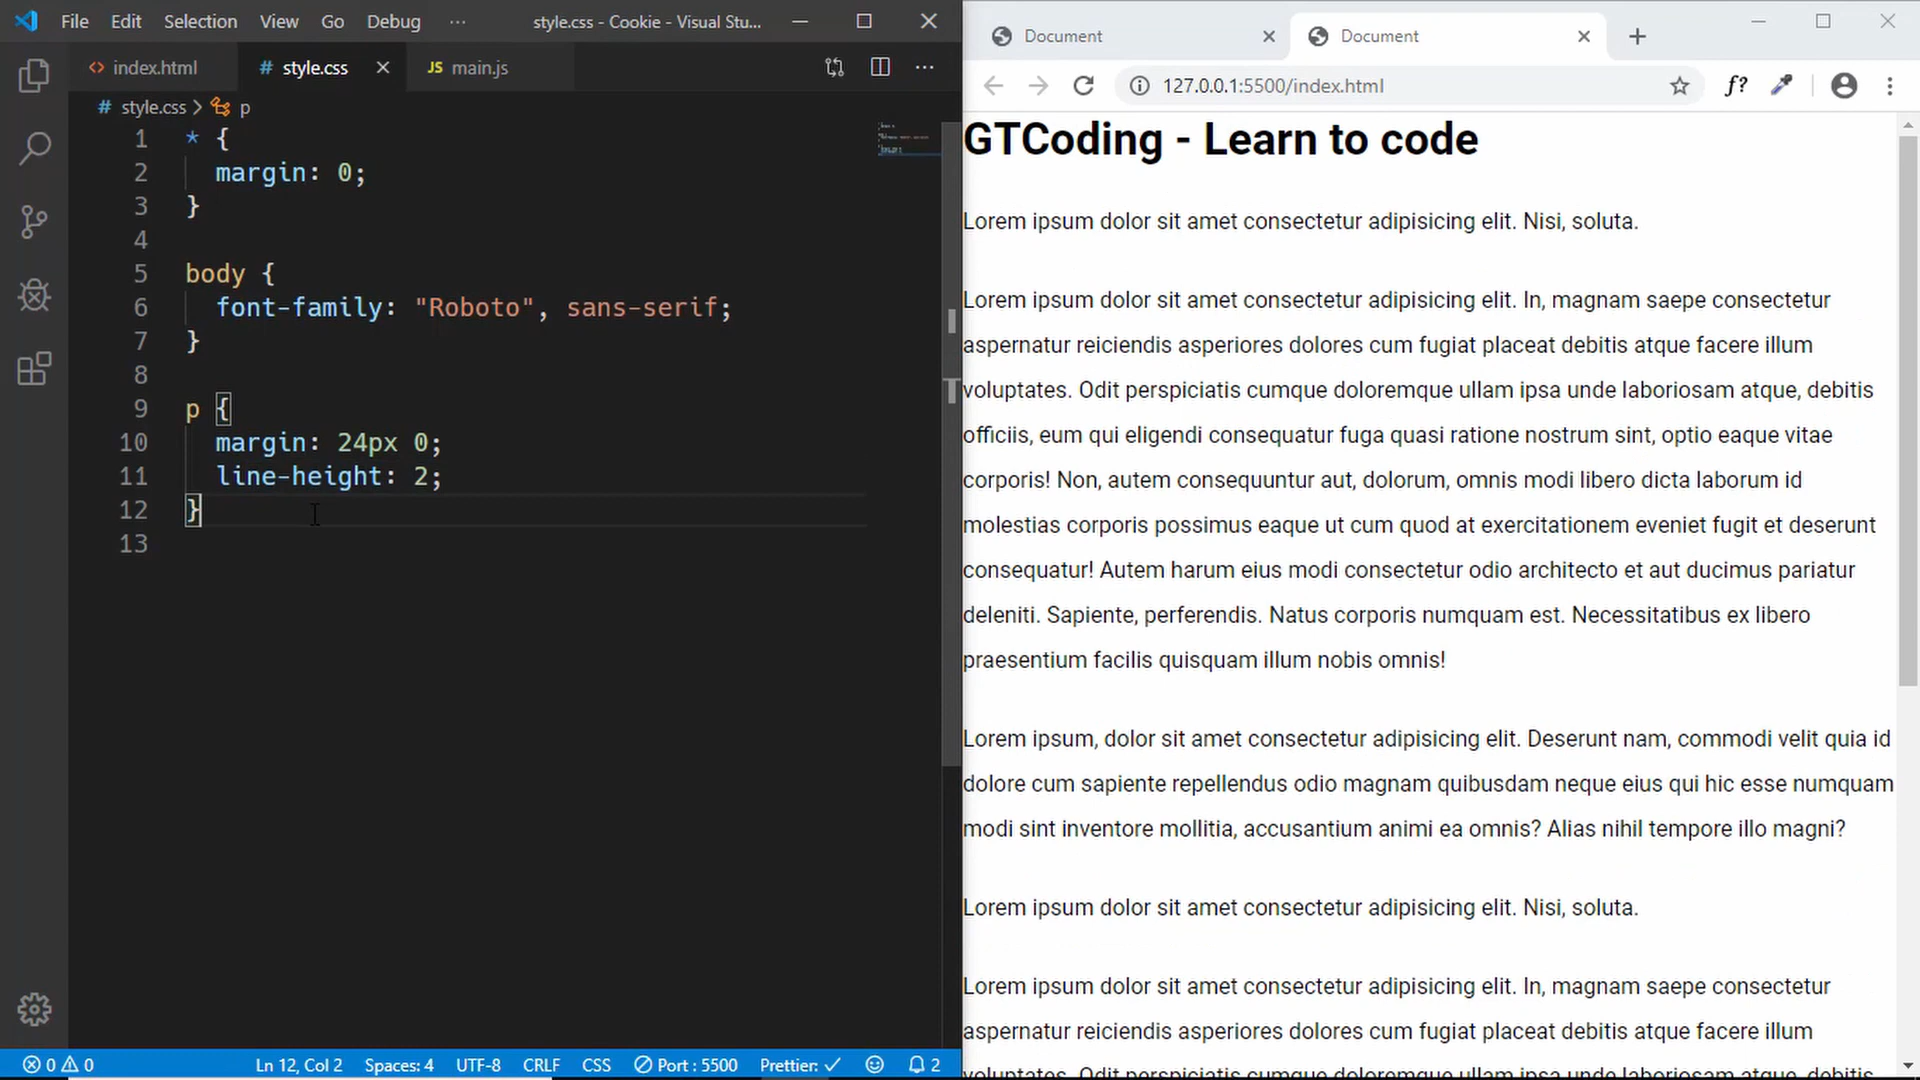 File Edit Selection View Go Debug ··· style.css - Cookie - Visual Stu...
index.html style.css JS main.js
# style.css > p
1 * {
2 margin: 0;
3 }
4
5 body {
6 font-family: "Roboto", sans-serif;
7 }
8
9 p {
10 margin: 24px 0;
11 line-height: 2;
12 }
13
0 0 Ln 12, Col 2 Spaces: 4 UTF-8 CRLF CSS Port : 5500 Prettier: ✓ 2
Document Document
127.0.0.1:5500/index.html f?
GTCoding - Learn to code
Lorem ipsum dolor sit amet consectetur adipisicing elit. Nisi, soluta.
Lorem ipsum dolor sit amet consectetur adipisicing elit. In, magnam saepe consectetur
aspernatur reiciendis asperiores dolores cum fugiat placeat debitis atque facere illum
voluptates. Odit perspiciatis cumque doloremque ullam ipsa unde laboriosam atque, debitis
officiis, eum qui eligendi consequatur fuga quasi ratione nostrum sint, optio eaque vitae
corporis! Non, autem consequuntur aut, dolorum, omnis modi libero dicta laborum id
molestias corporis possimus eaque ut cum quod at exercitationem eveniet fugit et deserunt
consequatur! Autem harum eius modi consectetur odio architecto et aut ducimus pariatur
deleniti. Sapiente, perferendis. Natus corporis numquam est. Necessitatibus ex libero
praesentium facilis quisquam illum nobis omnis!
Lorem ipsum, dolor sit amet consectetur adipisicing elit. Deserunt nam, commodi velit quia id
dolore cum sapiente repellendus odio magnam quibusdam neque eius qui hic esse numquam
modi sint inventore mollitia, accusantium animi ea omnis? Alias nihil tempore illo magni?
Lorem ipsum dolor sit amet consectetur adipisicing elit. Nisi, soluta.
Lorem ipsum dolor sit amet consectetur adipisicing elit. In, magnam saepe consectetur
aspernatur reiciendis asperiores dolores cum fugiat placeat debitis atque facere illum
voluptates. Odit perspiciatis cumque doloremque ullam ipsa unde laboriosam atque, debitis